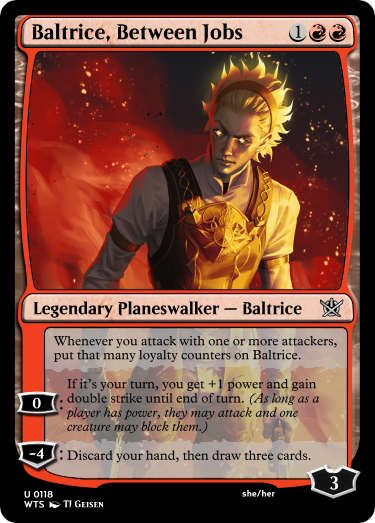 Baltrice, Between Jobs 1
Legendary Planeswalker — Baltrice
Whenever you attack with one or more attackers,
put that many loyalty counters on Baltrice.
0 : If it's your turn, you get +1 power and gain
double strike until end of turn. (As long as a
player has power, they may attack and one
creature may block them.)
-4 : Discard your hand, then draw three cards.
3
U 0118
she/her
WTS TJ Geisen